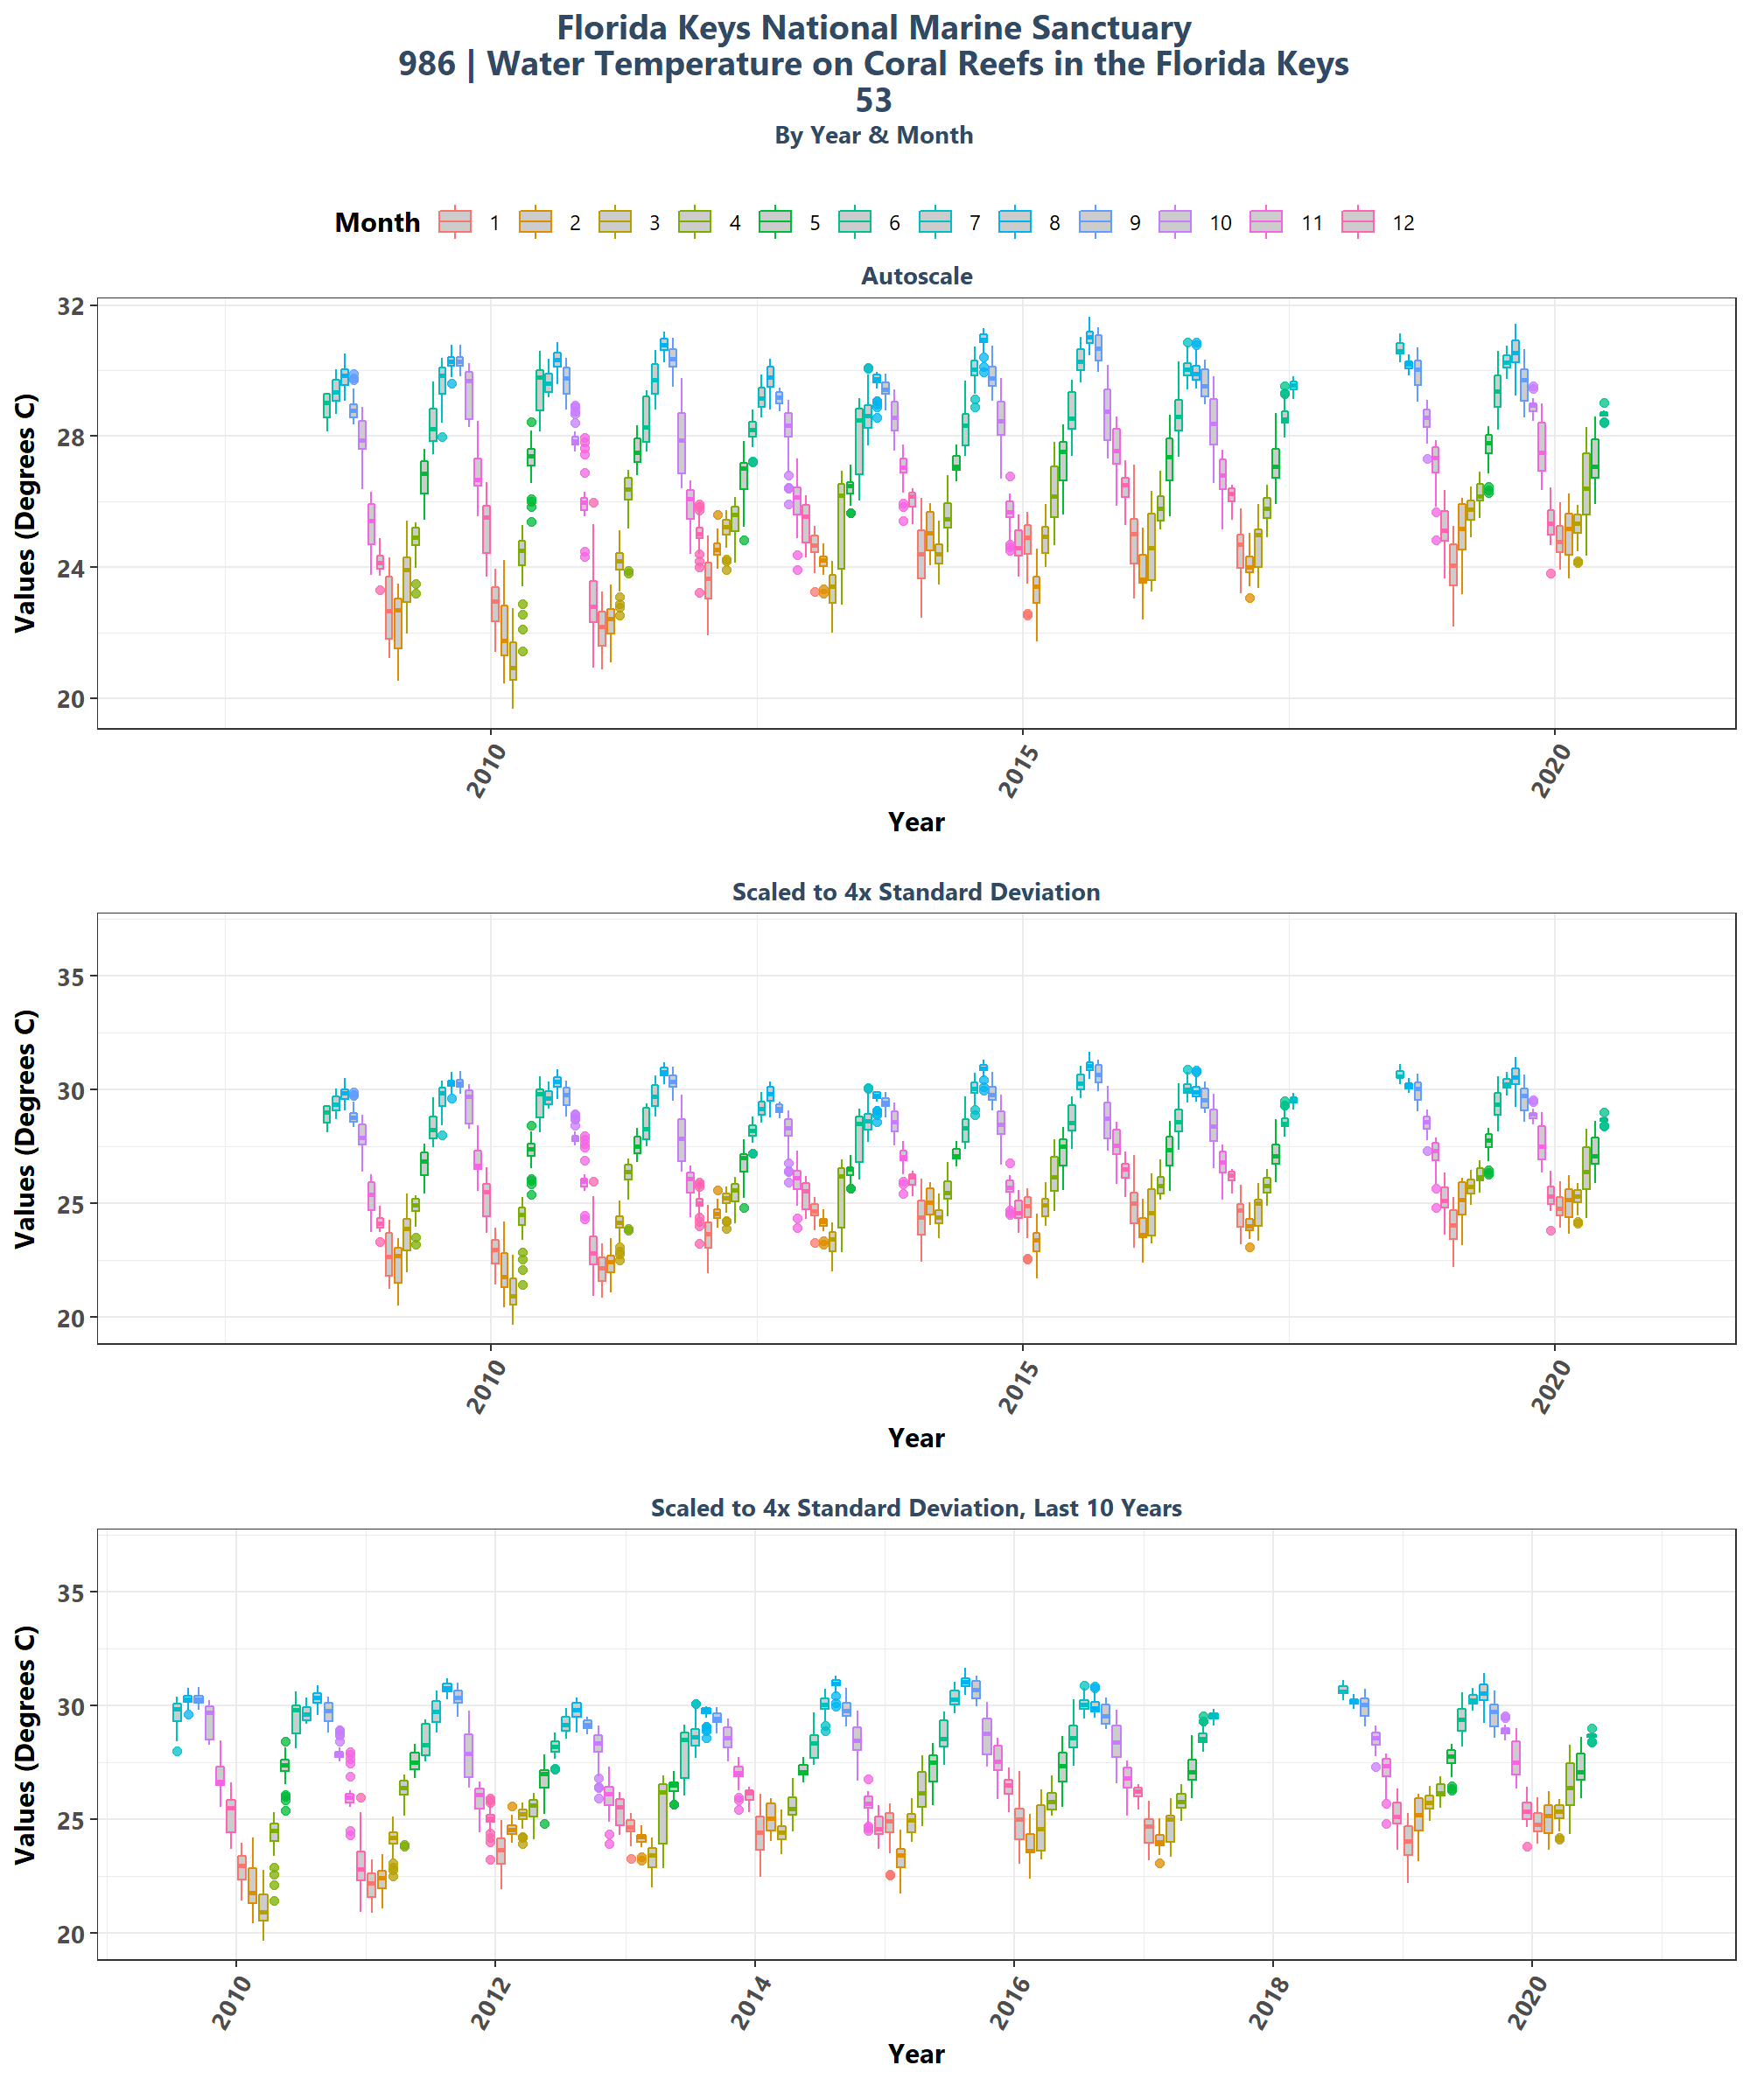 Florida Keys National Marine Sanctuary
986 | Water Temperature on Coral Reefs in the Florida Keys
53
By Year & Month
Month 1 2 3 4 5 6 7 8 9 10 11 12
Autoscale
Values (Degrees C)
32
28
24
20
2010 2015 2020
Year
Scaled to 4x Standard Deviation
Values (Degrees C)
35
30
25
20
2010 2015 2020
Year
Scaled to 4x Standard Deviation, Last 10 Years
Values (Degrees C)
35
30
25
20
2010 2012 2014 2016 2018 2020
Year